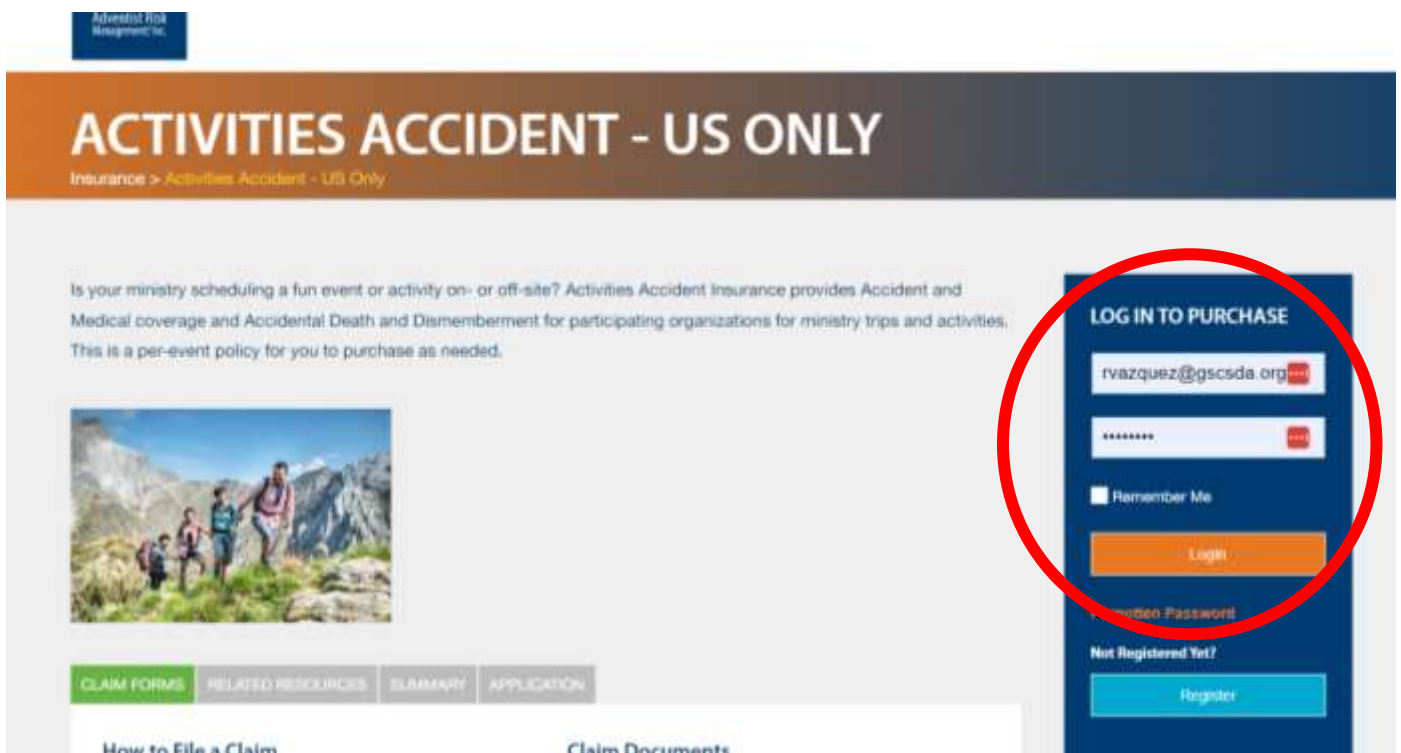 Adventist Risk
Management, Inc.
ACTIVITIES ACCIDENT - US ONLY
Insurance > Activities Accident - US Only
Is your ministry scheduling a fun event or activity on- or off-site? Activities Accident Insurance provides Accident and
Medical coverage and Accidental Death and Dismemberment for participating organizations for ministry trips and activities.
This is a per-event policy for you to purchase as needed.
LOG IN TO PURCHASE
rvazquez@gscsda.org
••••••••
Remember Me
Login
Forgotten Password
Not Registered Yet?
Register
CLAIM FORMS RELATED RESOURCES SUMMARY APPLICATION
How to File a Claim
Claim Documents